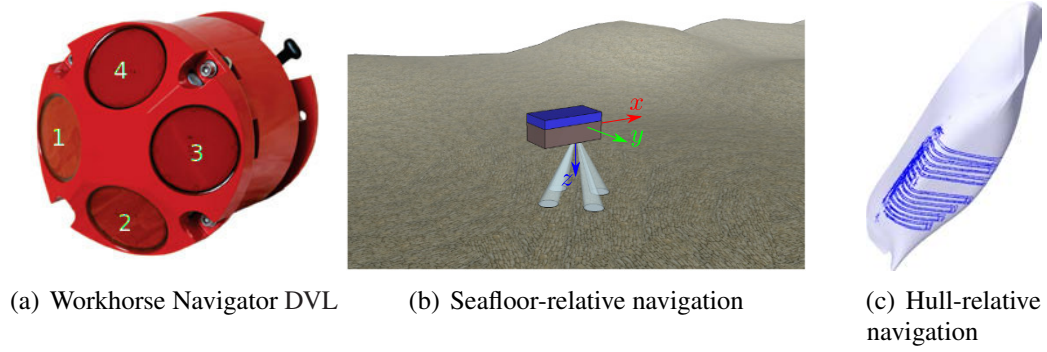 4
1
3
2
x
y
z
(a) Workhorse Navigator DVL
(b) Seafloor-relative navigation
(c) Hull-relative
navigation